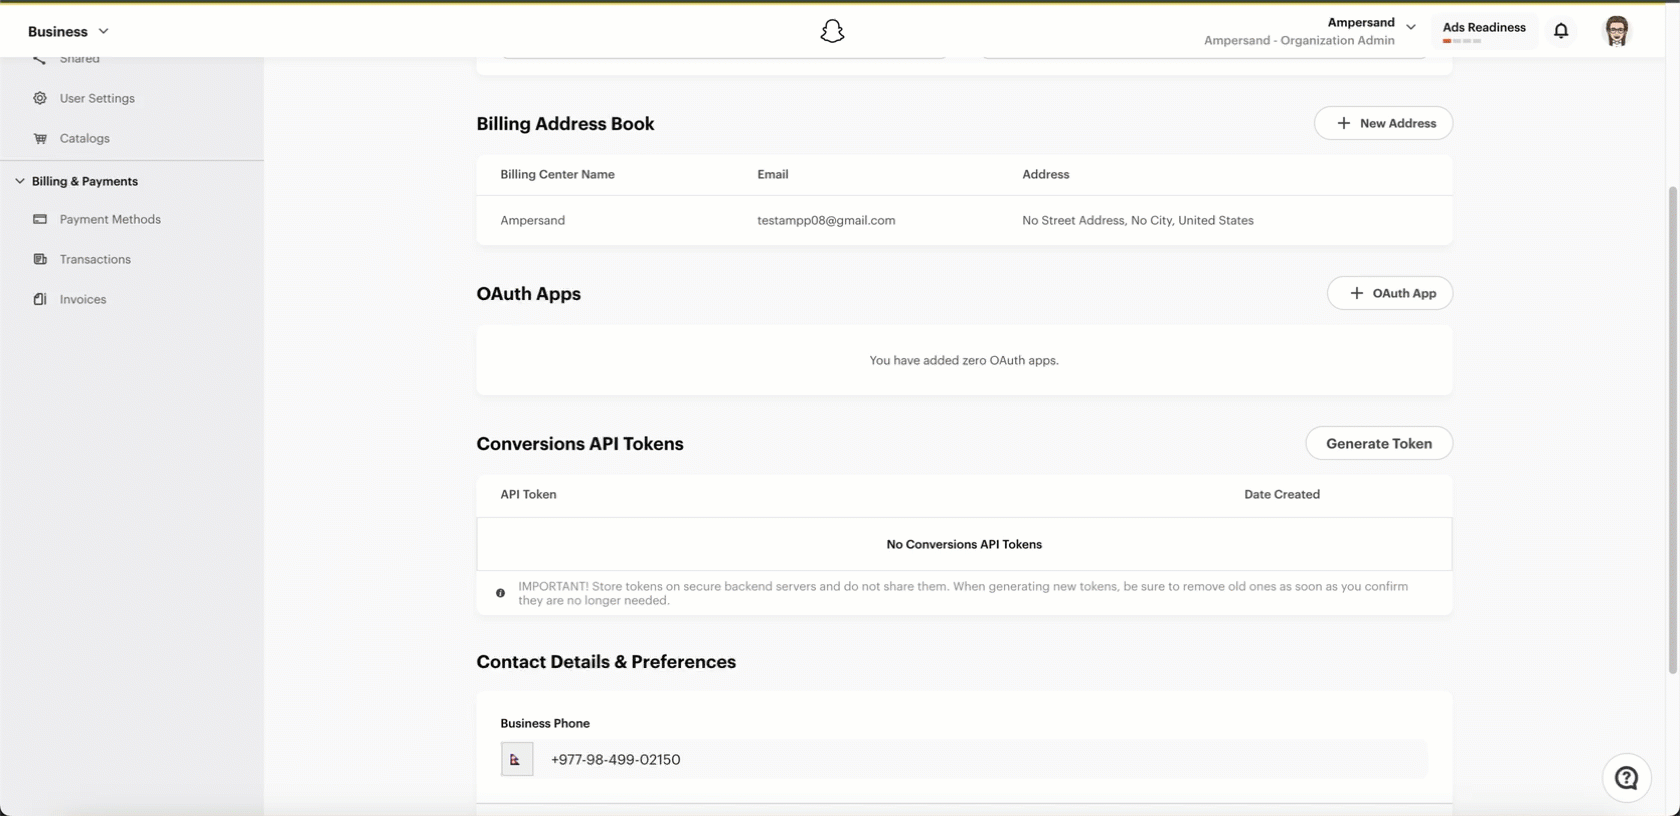 Business
Ampersand
Ampersand - Organization Admin
Ads Readiness
Shared
User Settings
Catalogs
Billing & Payments
Payment Methods
Transactions
Invoices
Billing Address Book
New Address
Billing Center Name Email Address
Ampersand testampp08@gmail.com No Street Address, No City, United States
OAuth Apps
OAuth App
You have added zero OAuth apps.
Conversions API Tokens
Generate Token
API Token Date Created
No Conversions API Tokens
IMPORTANT! Store tokens on secure backend servers and do not share them. When generating new tokens, be sure to remove old ones as soon as you confirm
they are no longer needed.
Contact Details & Preferences
Business Phone
+977-98-499-02150